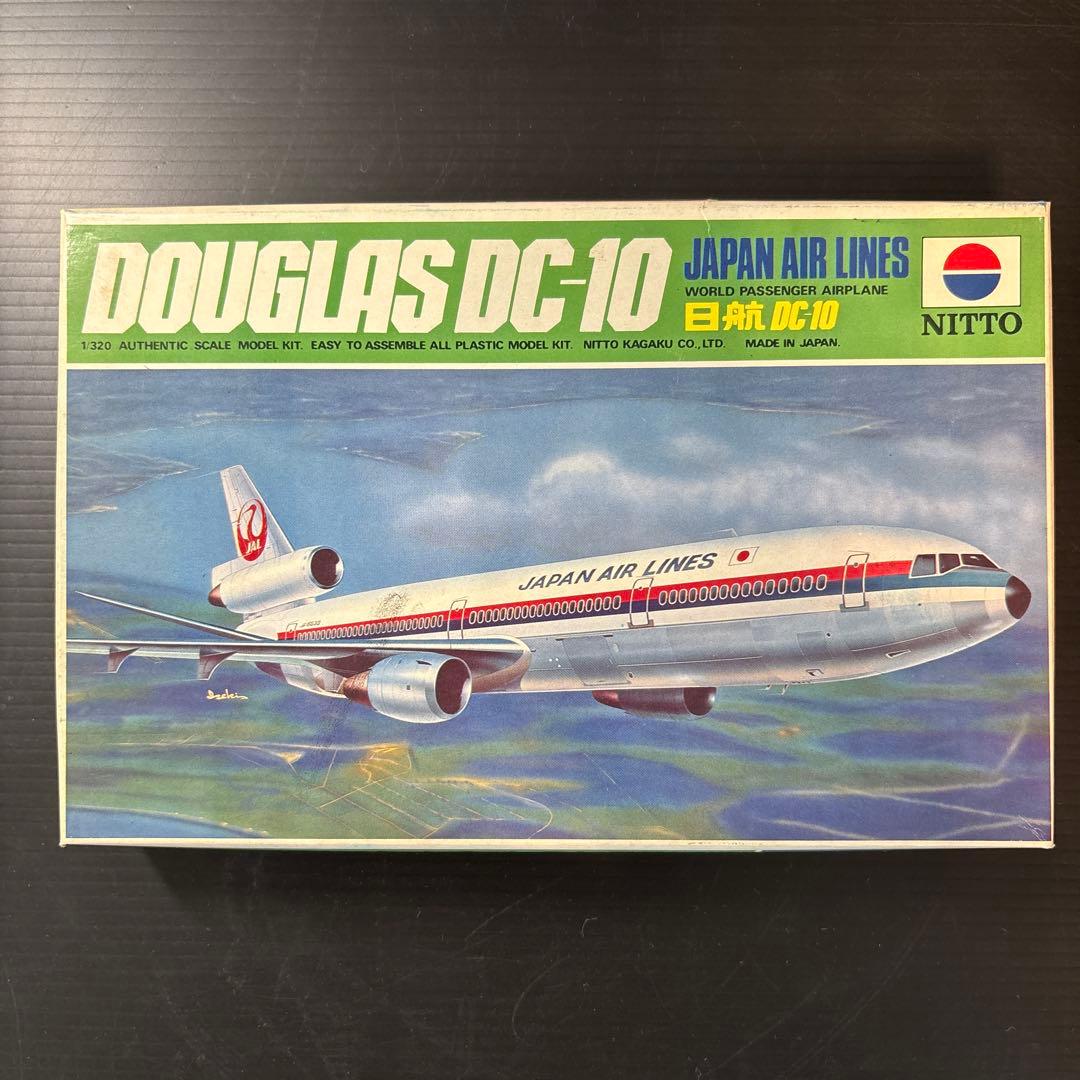 DOUGLAS DC-10
JAPAN AIR LINES
WORLD PASSENGER AIRPLANE
日航 DC-10
NITTO
1/320 AUTHENTIC SCALE MODEL KIT. EASY TO ASSEMBLE ALL PLASTIC MODEL KIT. NITTO KAGAKU CO., LTD. MADE IN JAPAN.
JAL
JAPAN AIR LINES